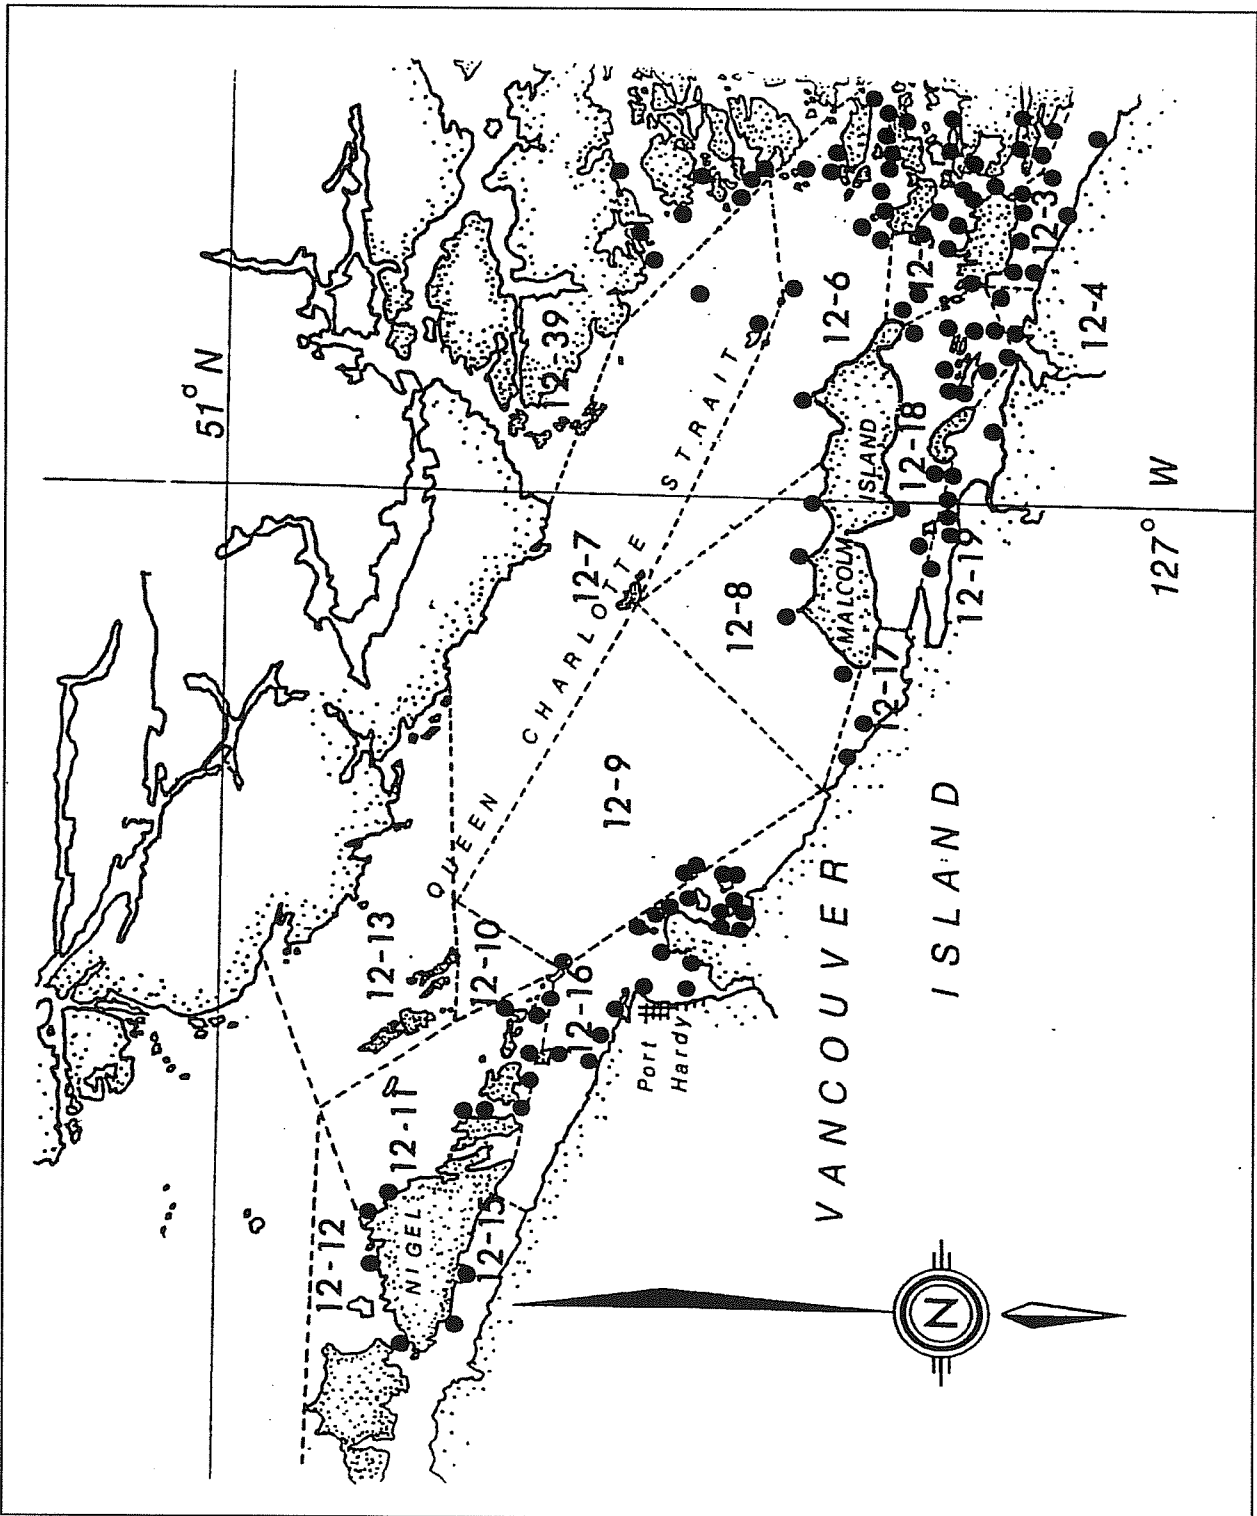 51° N
12-39
12-12
12-11
12-13
12-10
12-7
QUEEN CHARLOTTE STRAIT
NIGEL
12-15
12-16
12-9
12-8
12-6
Port
Hardy
MALCOLM
ISLAND
12-17
12-18
12-19
12-5
12-3
12-4
VANCOUVER
ISLAND
127° W
N